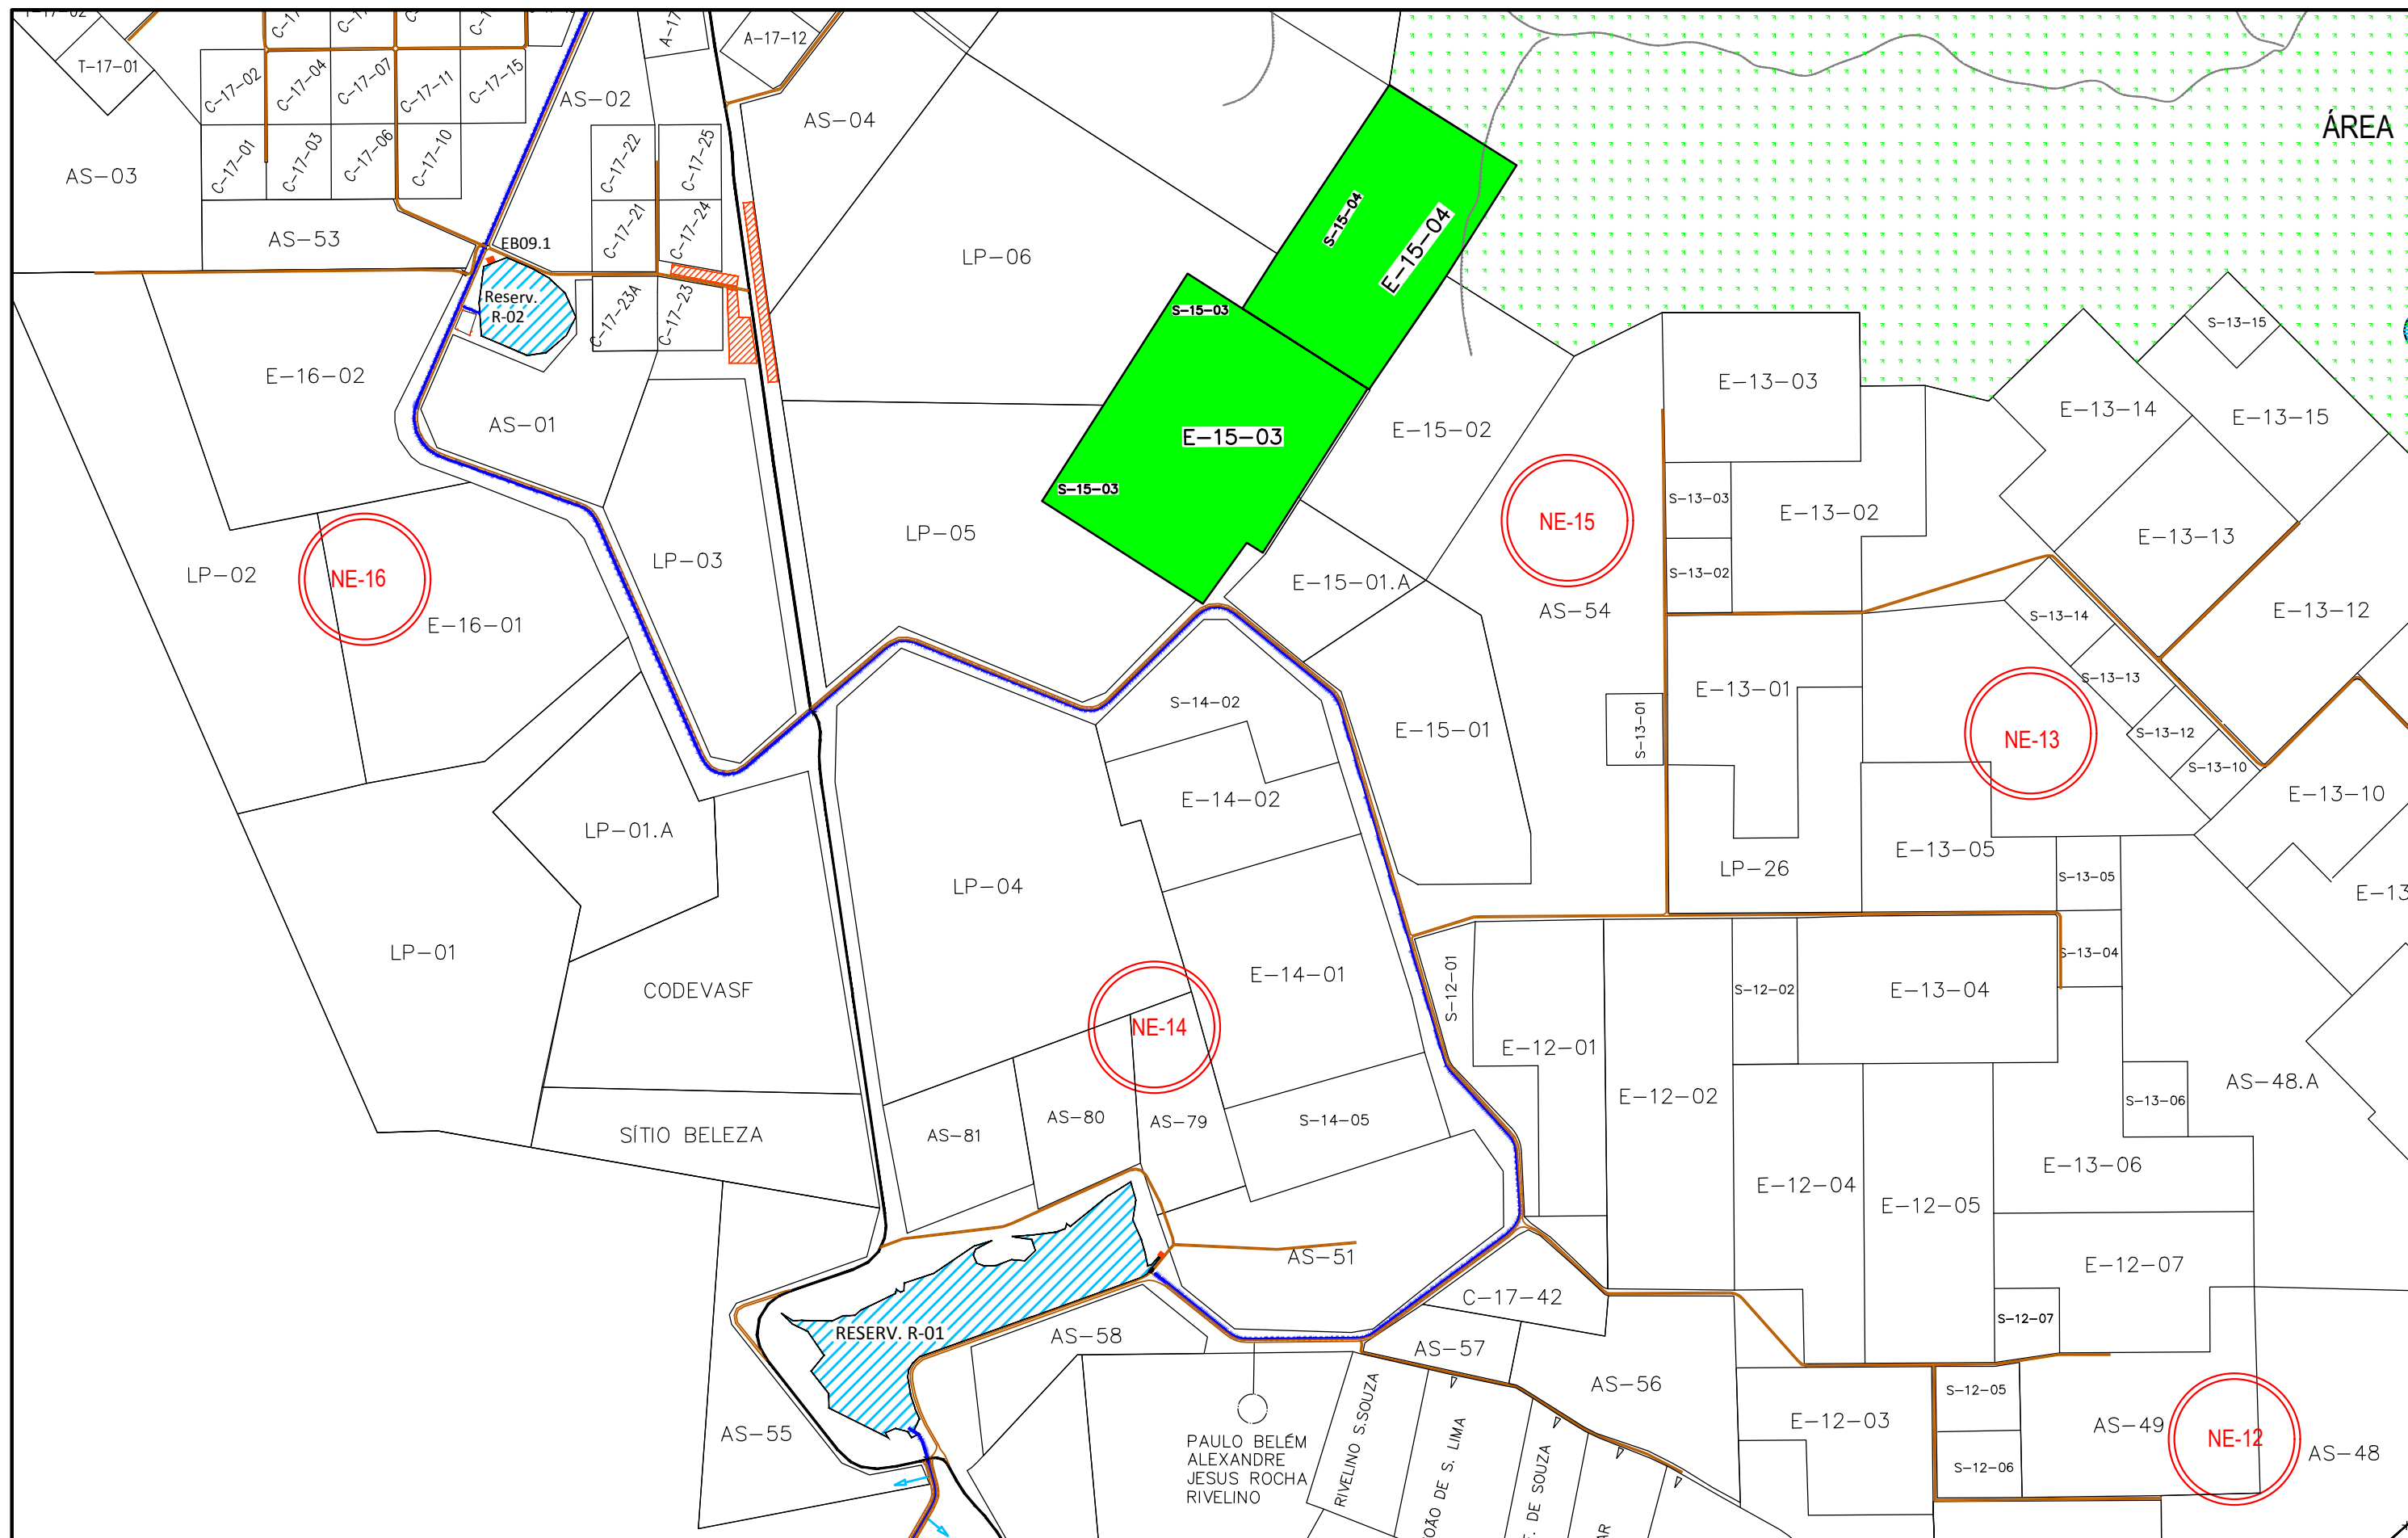 T-17-02
T-17-01
C-17-02
C-17-04
C-17-07
C-17-11
C-17-15
C-17-01
C-17-03
C-17-06
C-17-10
AS-03
AS-53
AS-02
A-17-12
AS-04
C-17-22
C-17-25
C-17-21
C-17-24
C-17-23A
C-17-23
EB09.1
Reserv.
R-02
ÁREA
LP-06
S-15-04
E-15-04
S-15-03
E-15-03
S-15-03
E-15-02
E-16-02
AS-01
LP-05
LP-03
LP-02
NE-16
E-16-01
NE-15
AS-54
E-15-01.A
E-15-01
E-13-03
S-13-03
E-13-02
S-13-02
E-13-14
S-13-15
E-13-15
E-13-13
E-13-12
S-13-14
S-13-13
S-13-12
S-13-10
NE-13
E-13-10
E-13-01
S-13-01
LP-26
E-13-05
S-13-05
S-13-04
S-14-02
E-14-02
LP-04
LP-01.A
LP-01
CODEVASF
SÍTIO BELEZA
E-14-01
NE-14
AS-81
AS-80
AS-79
S-14-05
S-12-01
E-12-01
E-12-02
S-12-02
E-13-04
S-13-06
AS-48.A
E-13-06
E-12-04
E-12-05
E-12-07
S-12-07
AS-51
C-17-42
RESERV. R-01
AS-58
AS-57
AS-56
AS-55
E-12-03
S-12-05
S-12-06
AS-49
NE-12
AS-48
PAULO BELÉM
ALEXANDRE
JESUS ROCHA
RIVELINO
RIVELINO S.SOUZA
DE S. LIMA
DE SOUZA